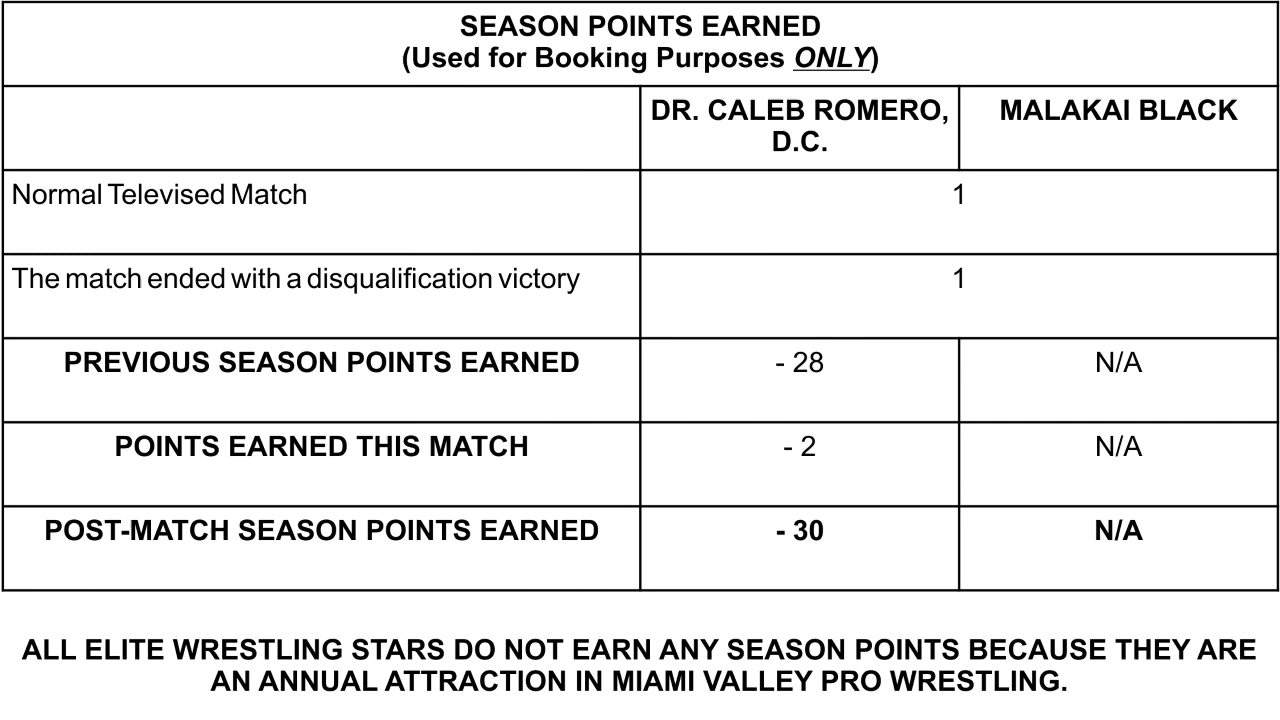 SEASON POINTS EARNED
(Used for Booking Purposes ONLY)
DR. CALEB ROMERO, D.C.
MALAKAI BLACK
Normal Televised Match
1
The match ended with a disqualification victory
1
PREVIOUS SEASON POINTS EARNED
- 28
N/A
POINTS EARNED THIS MATCH
- 2
N/A
POST-MATCH SEASON POINTS EARNED
- 30
N/A
ALL ELITE WRESTLING STARS DO NOT EARN ANY SEASON POINTS BECAUSE THEY ARE
AN ANNUAL ATTRACTION IN MIAMI VALLEY PRO WRESTLING.